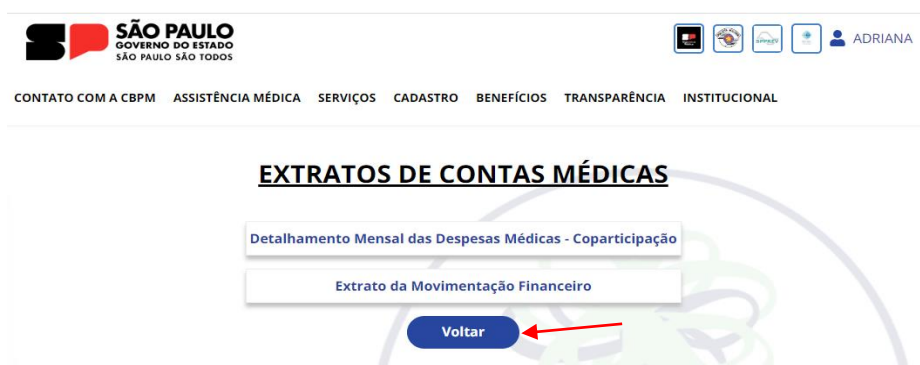 SÃO PAULO
GOVERNO DO ESTADO
SÃO PAULO SÃO TODOS
ADRIANA
CONTATO COM A CBPM ASSISTÊNCIA MÉDICA SERVIÇOS CADASTRO BENEFÍCIOS TRANSPARÊNCIA INSTITUCIONAL
EXTRATOS DE CONTAS MÉDICAS
Detalhamento Mensal das Despesas Médicas - Coparticipação
Extrato da Movimentação Financeiro
Voltar